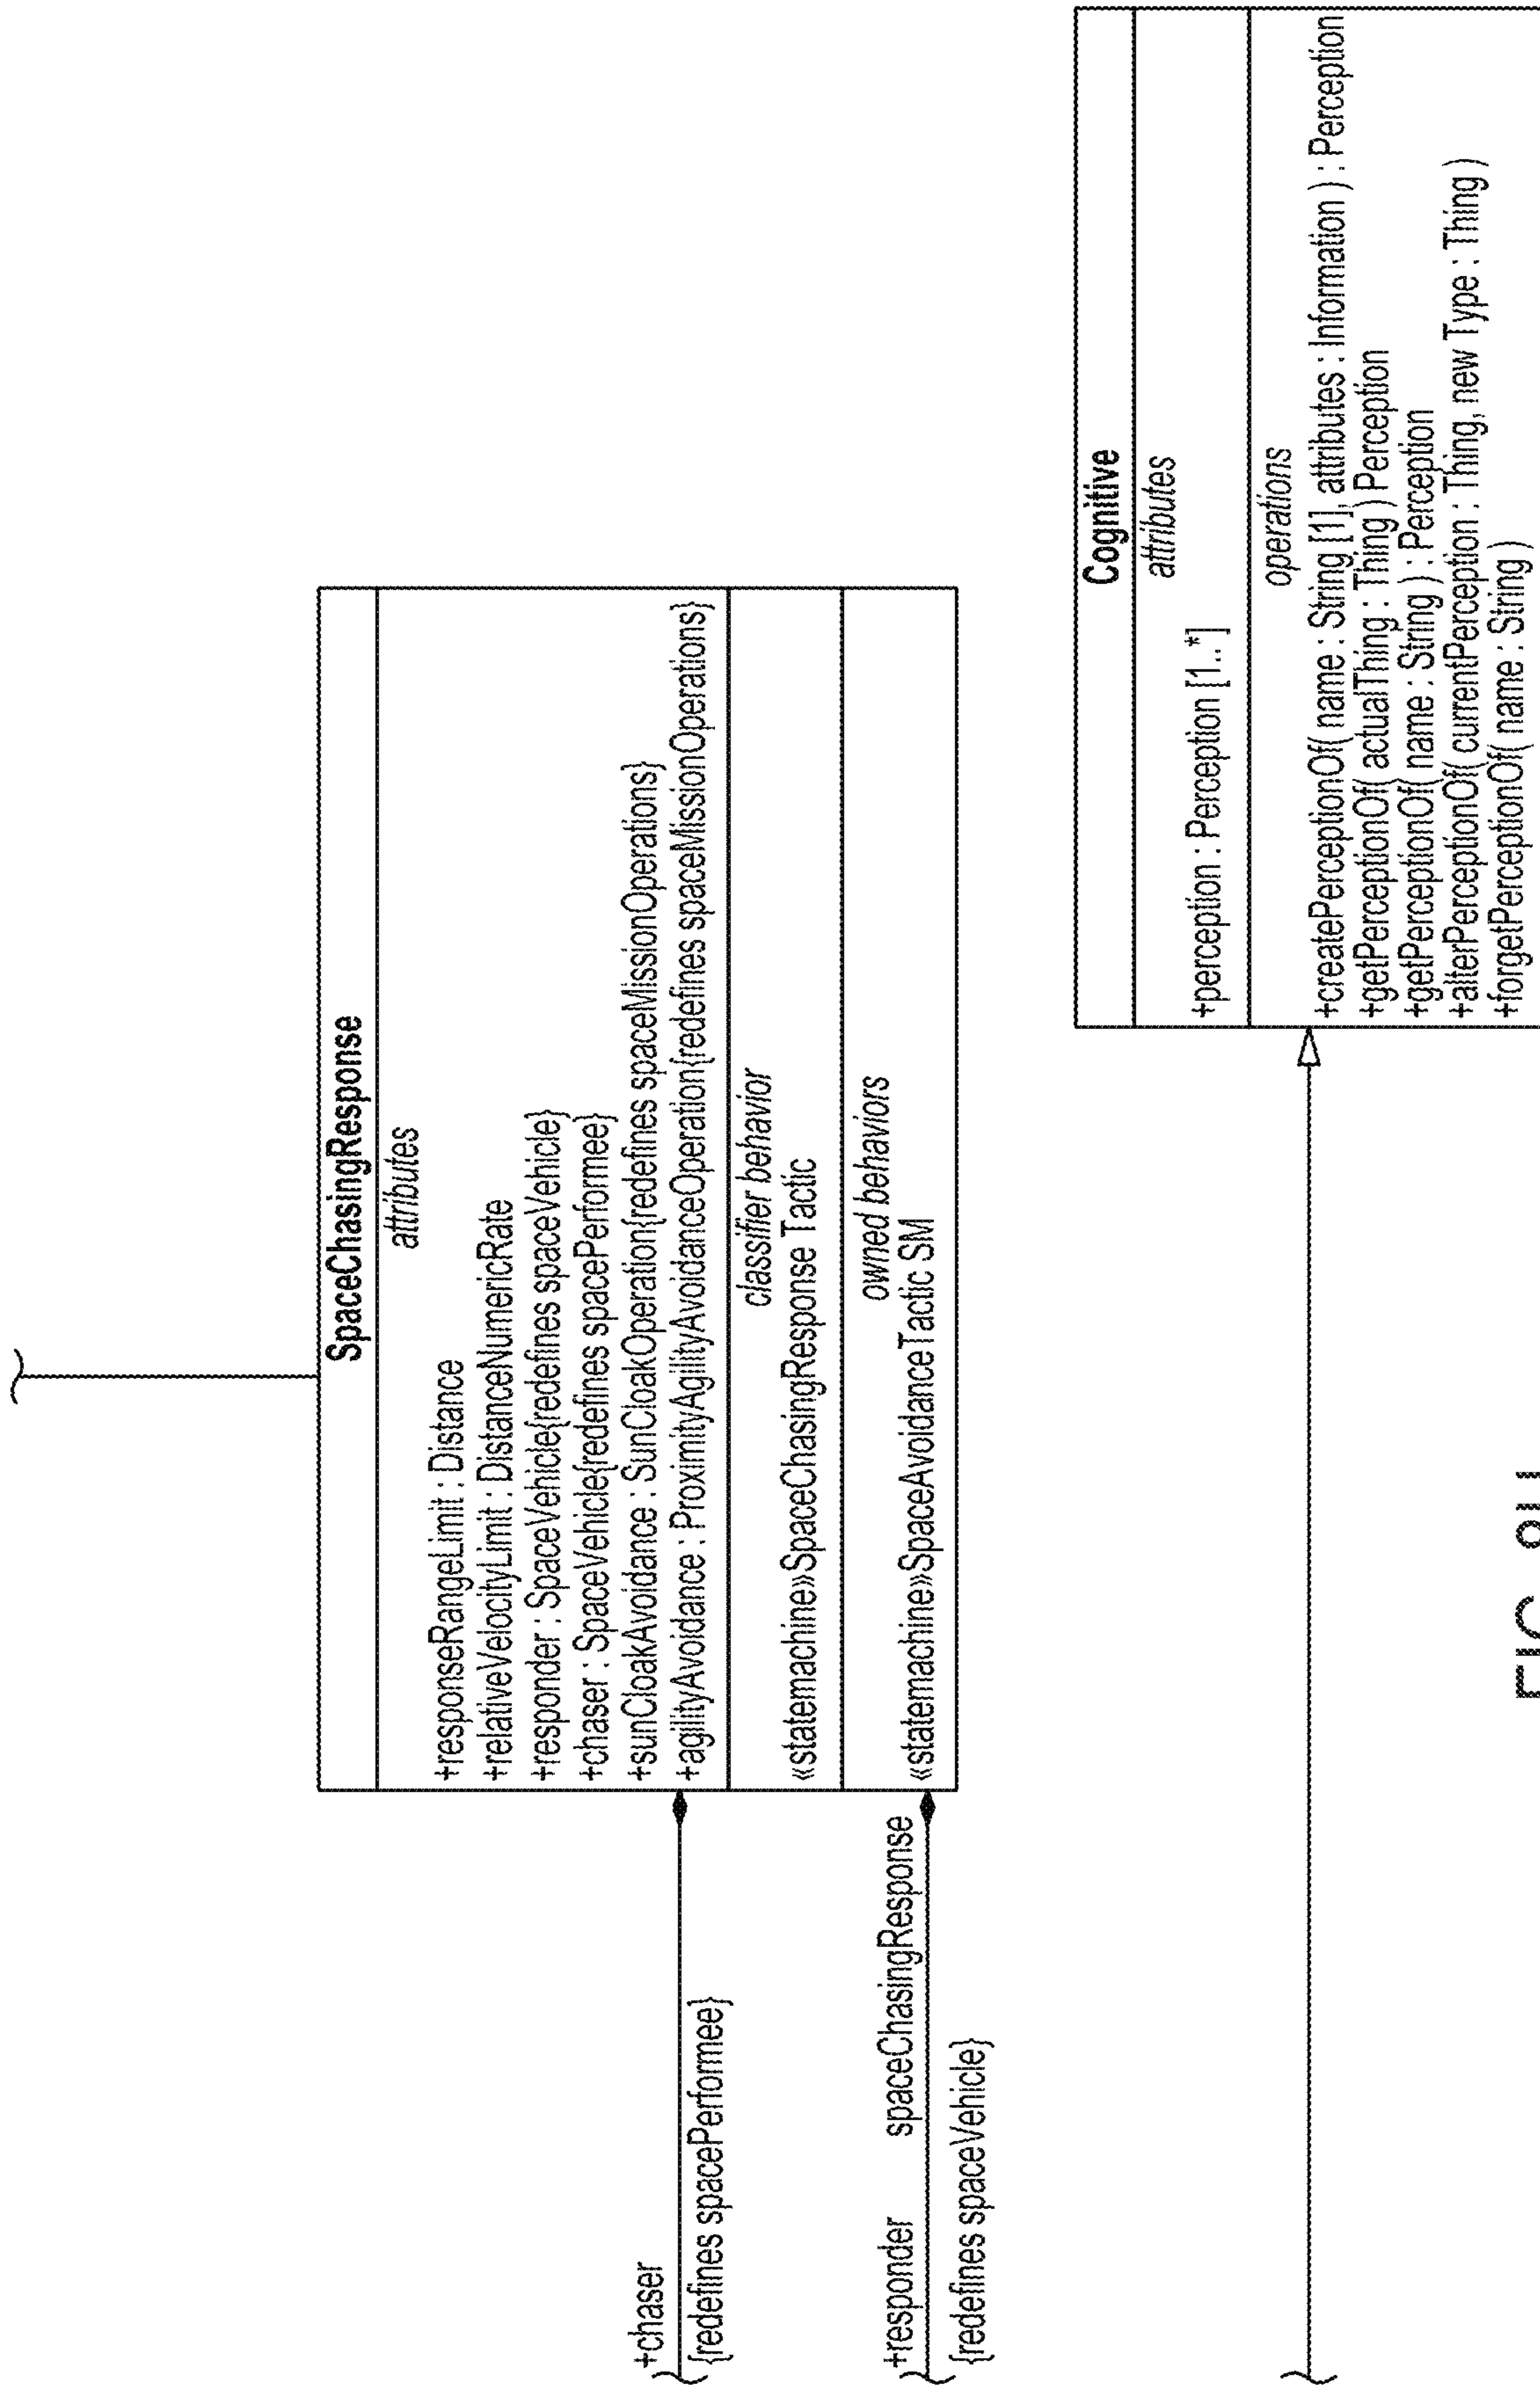 SpaceChasingResponse
attributes
+responseRangeLimit : Distance
+relativeVelocityLimit : DistanceNumericRate
+responder : SpaceVehicle{redefines spaceVehicle}
+chaser : SpaceVehicle{redefines spacePerformee}
+sunCloakAvoidance : SunCloakOperation{redefines spaceMissionOperations}
+agilityAvoidance : ProximityAgilityAvoidanceOperation{redefines spaceMissionOperations}
classifier behavior
«statemachine»SpaceChasingResponse Tactic
owned behaviors
«statemachine»SpaceAvoidanceTactic SM
+chaser
{redefines spacePerformee}
+responder spaceChasingResponse
{redefines spaceVehicle}
Cognitive
attributes
+perception : Perception [1..*]
operations
+createPerceptionOf( name : String [1], attributes : Information ) : Perception
+getPerceptionOf( actualThing : Thing ) Perception
+getPerceptionOf( name : String ) : Perception
+alterPerceptionOf( currentPerception : Thing, new Type : Thing )
+forgetPerceptionOf( name : String )
FIG.